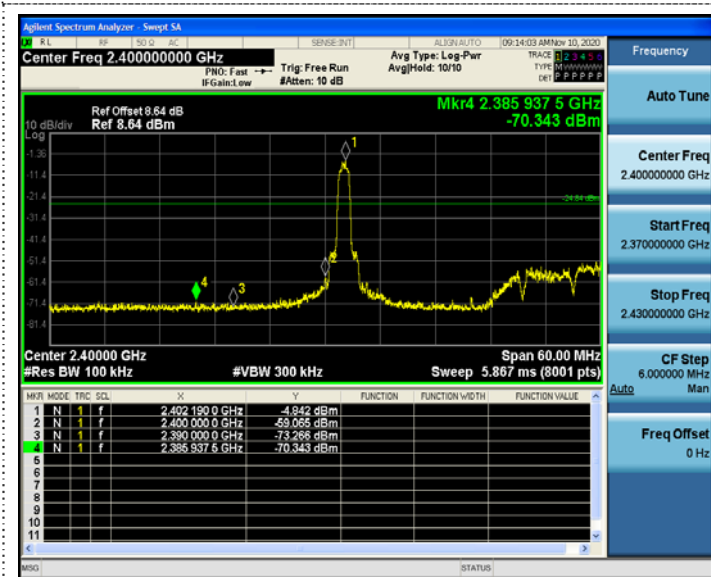 Agilent Spectrum Analyzer - Swept SA
RL RF 50 Ω AC SENSE:INT ALIGNAUTO 09:14:03 AMNov 10, 2020
Center Freq 2.400000000 GHz
PNO: Fast
IFGain:Low
Trig: Free Run
#Atten: 10 dB
Avg Type: Log-Pwr
Avg|Hold: 10/10
TRACE 1 2 3 4 5 6
TYPE M
DET P P P P P P
Frequency
Ref Offset 8.64 dB
10 dB/div Ref 8.64 dBm
Log
Mkr4 2.385 937 5 GHz
-70.343 dBm
-1.36
-11.4
-21.4
-31.4
-41.4
-51.4
-61.4
-71.4
-81.4
-24.84 dBm
1
2
3
4
Center 2.40000 GHz
#Res BW 100 kHz
#VBW 300 kHz
Span 60.00 MHz
Sweep 5.867 ms (8001 pts)
MKR MODE TRC SCL X Y FUNCTION FUNCTION WIDTH FUNCTION VALUE
1 N 1 f 2.402 190 0 GHz -4.842 dBm
2 N 1 f 2.400 000 0 GHz -59.065 dBm
3 N 1 f 2.390 000 0 GHz -73.266 dBm
4 N 1 f 2.385 937 5 GHz -70.343 dBm
5
6
7
8
9
10
11
MSG
STATUS
Auto Tune
Center Freq
2.400000000 GHz
Start Freq
2.370000000 GHz
Stop Freq
2.430000000 GHz
CF Step
6.000000 MHz
Auto Man
Freq Offset
0 Hz